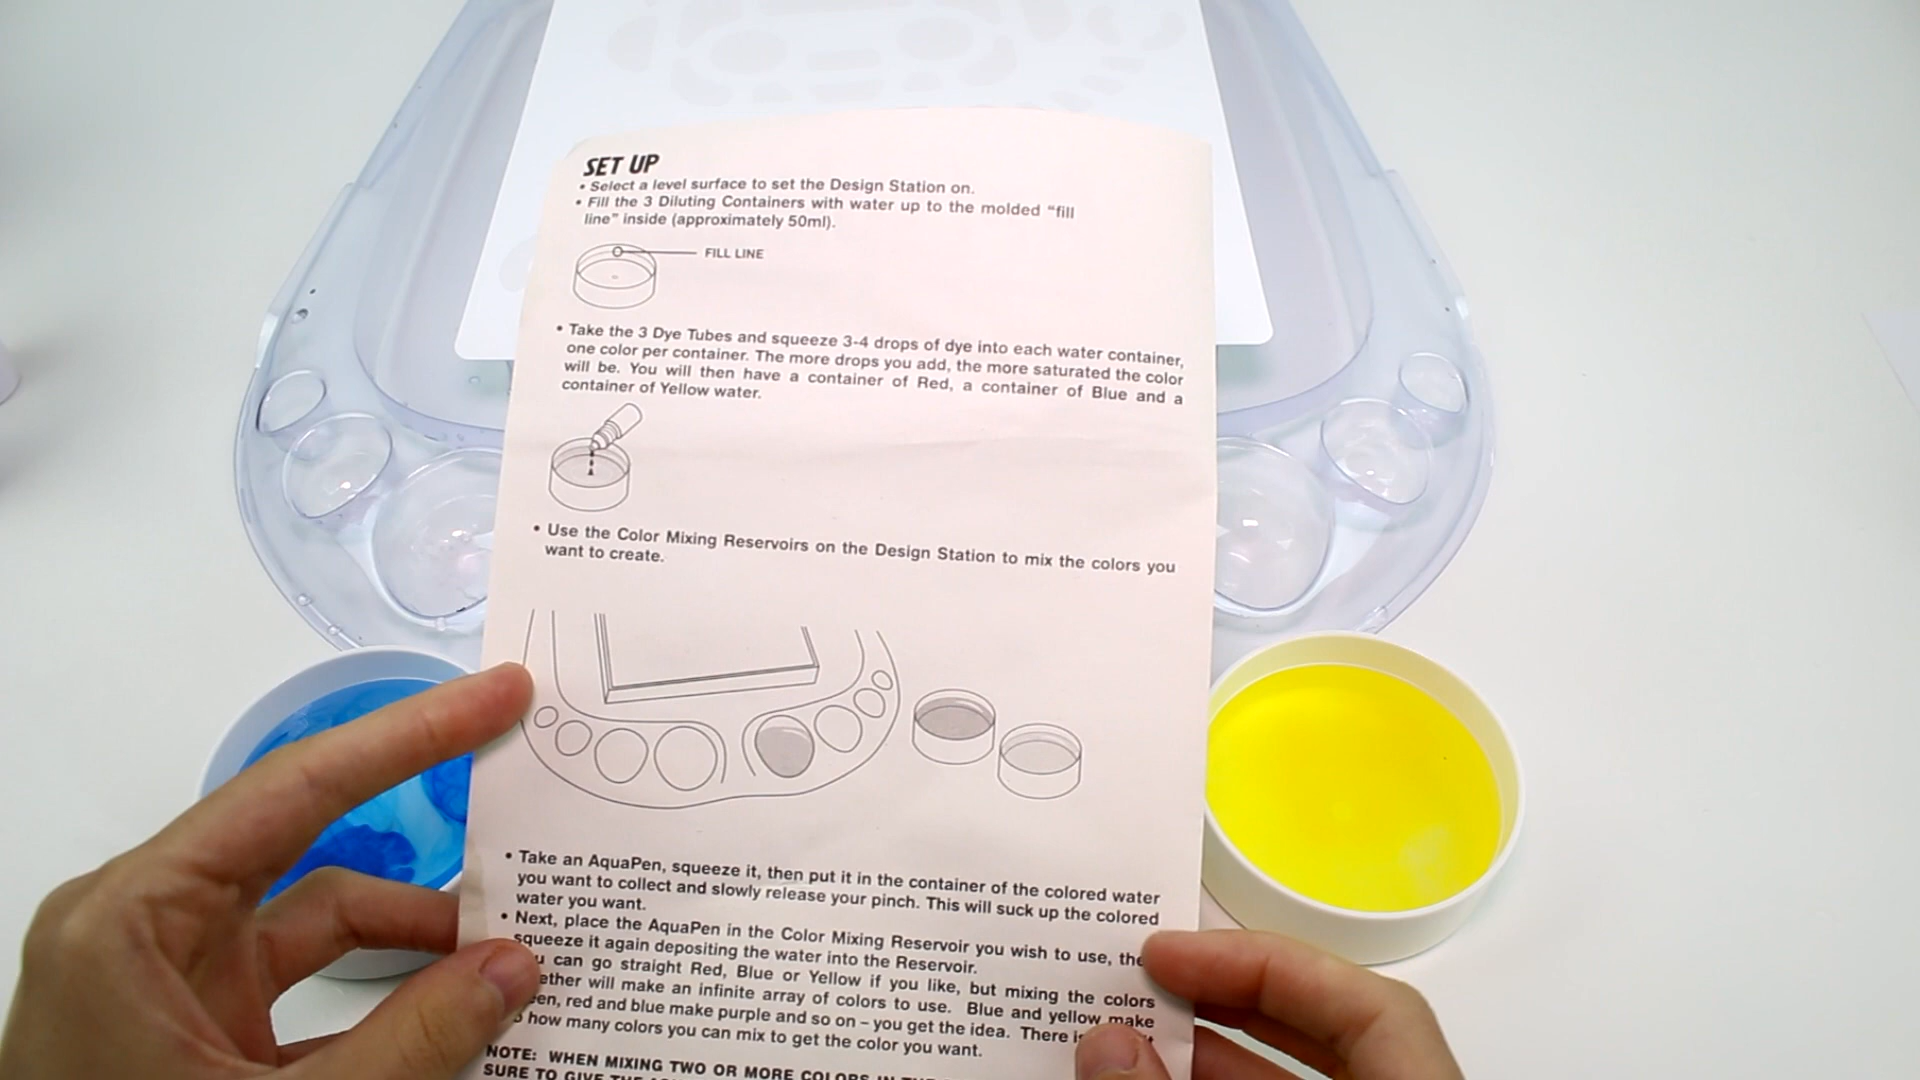 SET UP
• Select a level surface to set the Design Station on.
• Fill the 3 Diluting Containers with water up to the molded “fill
line” inside (approximately 50ml).
FILL LINE
• Take the 3 Dye Tubes and squeeze 3-4 drops of dye into each water container,
one color per container. The more drops you add, the more saturated the color
will be. You will then have a container of Red, a container of Blue and a
container of Yellow water.
• Use the Color Mixing Reservoirs on the Design Station to mix the colors you
want to create.
• Take an AquaPen, squeeze it, then put it in the container of the colored water
you want to collect and slowly release your pinch. This will suck up the colored
water you want.
• Next, place the AquaPen in the Color Mixing Reservoir you wish to use, the
squeeze it again depositing the water into the Reservoir.
can go straight Red, Blue or Yellow if you like, but mixing the colors
will make an infinite array of colors to use. Blue and yellow make
red and blue make purple and so on – you get the idea. There
how many colors you can mix to get the color you want.
NOTE: WHEN MIXING TWO OR MORE COLORS IN
SURE TO GIVE